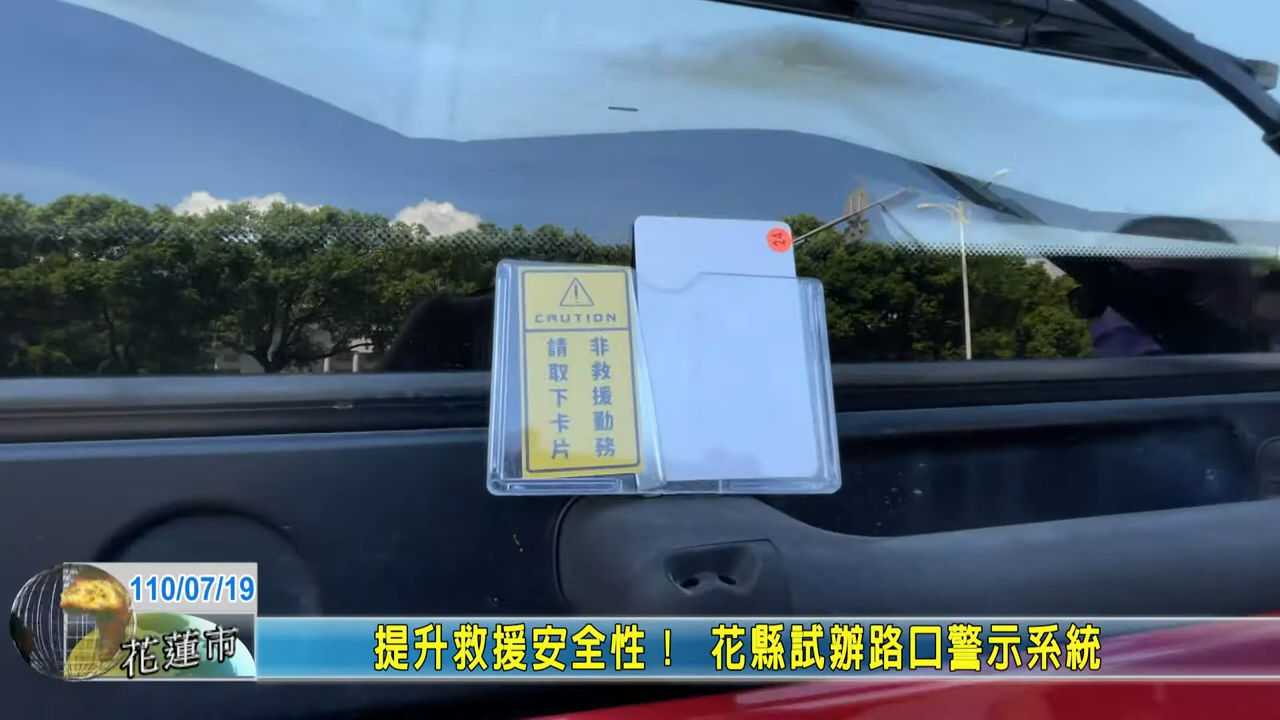 24
CAUTION
非救援勤務
請取下卡片
110/07/19
花蓮市
提升救援安全性！ 花縣試辦路口警示系統